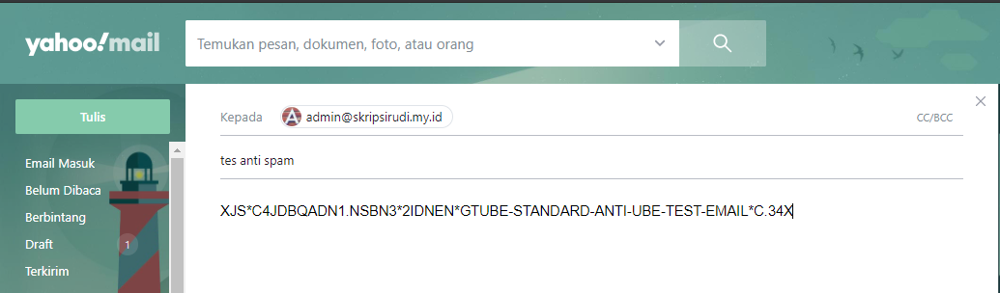 yahoo!mail
Temukan pesan, dokumen, foto, atau orang
Tulis
Email Masuk
Belum Dibaca
Berbintang
Draft 1
Terkirim
Kepada admin@skripsirudi.my.id CC/BCC
tes anti spam
XJS*C4JDBQADN1.NSBN3*2IDNEN*GTUBE-STANDARD-ANTI-UBE-TEST-EMAIL*C.34X